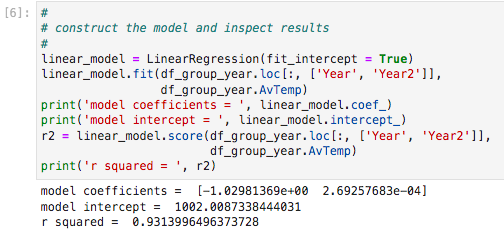 [6]: #
# construct the model and inspect results
#
linear_model = LinearRegression(fit_intercept = True)
linear_model.fit(df_group_year.loc[:, ['Year', 'Year2']],
df_group_year.AvTemp)
print('model coefficients = ', linear_model.coef_)
print('model intercept = ', linear_model.intercept_)
r2 = linear_model.score(df_group_year.loc[:, ['Year', 'Year2']],
df_group_year.AvTemp)
print('r squared = ', r2)
model coefficients =  [-1.02981369e+00  2.69257683e-04]
model intercept =  1002.0087338444031
r squared =  0.9313996496373728